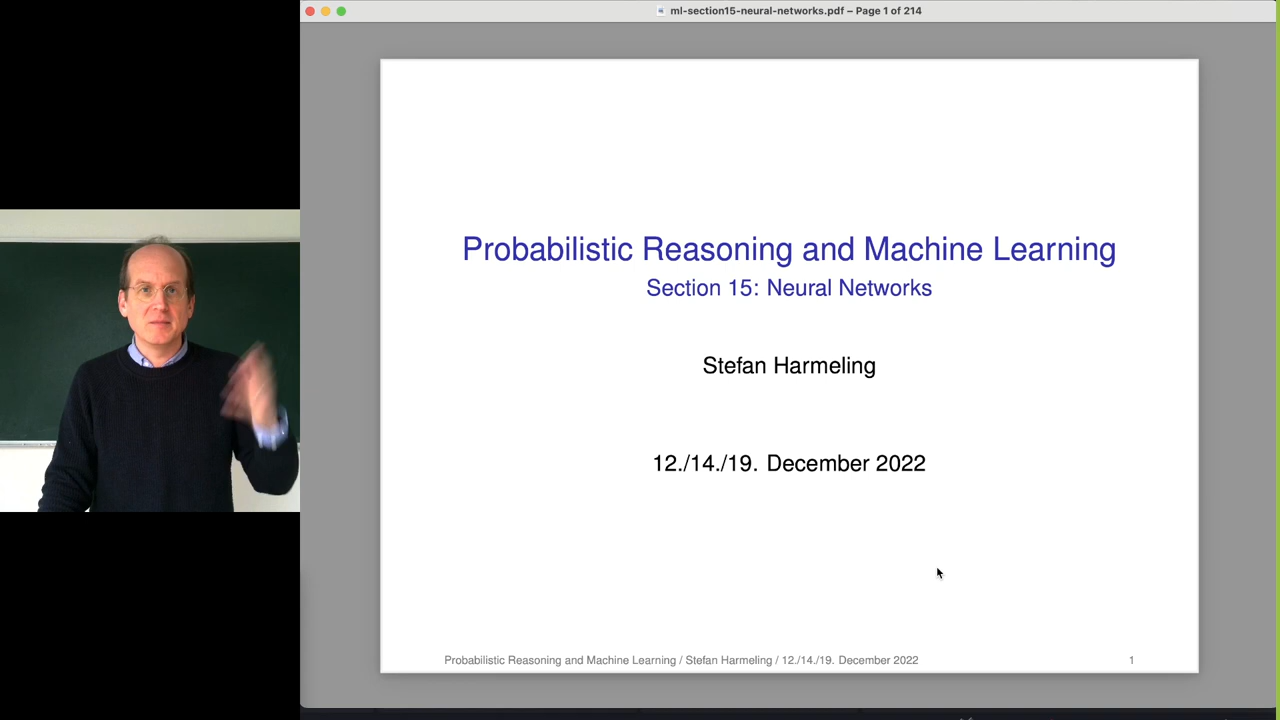 ml-section15-neural-networks.pdf – Page 1 of 214
Probabilistic Reasoning and Machine Learning
Section 15: Neural Networks
Stefan Harmeling
12./14./19. December 2022
Probabilistic Reasoning and Machine Learning / Stefan Harmeling / 12./14./19. December 2022
1